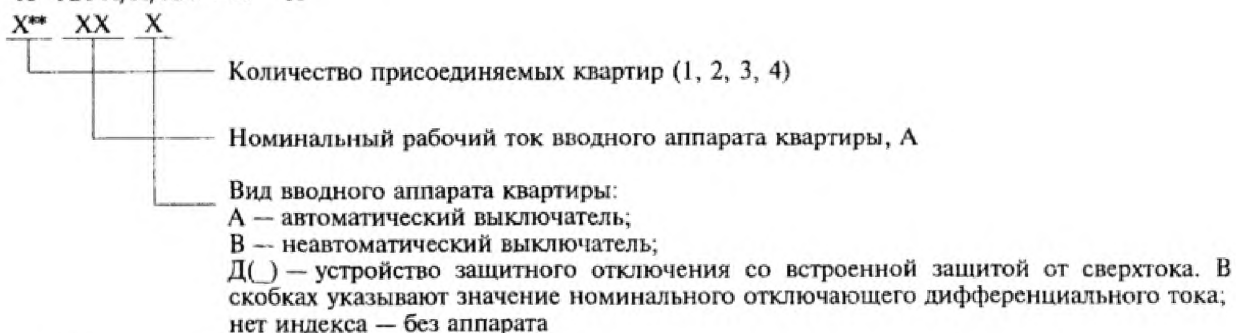 X** XX X
Количество присоединяемых квартир (1, 2, 3, 4)
Номинальный рабочий ток вводного аппарата квартиры, А
Вид вводного аппарата квартиры:
А — автоматический выключатель;
В — неавтоматический выключатель;
Д(_) — устройство защитного отключения со встроенной защитой от сверхтока. В
скобках указывают значение номинального отключающего дифференциального тока;
нет индекса — без аппарата